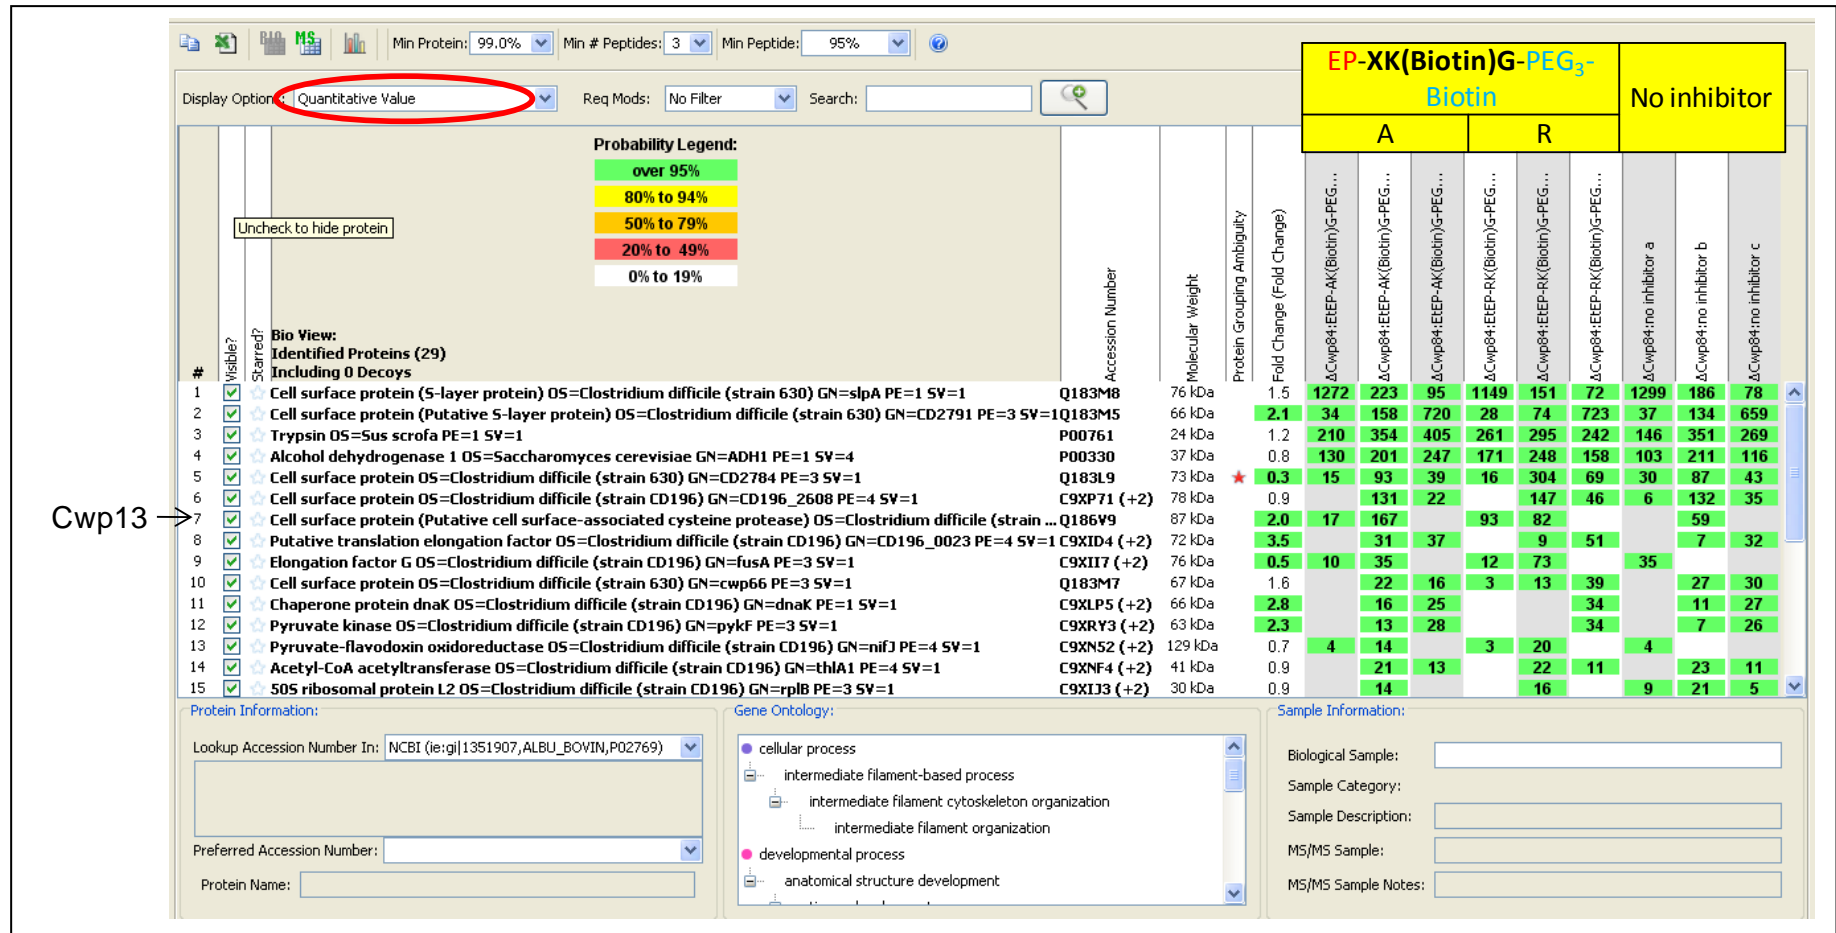 Min Protein: 99.0% Min # Peptides: 3 Min Peptide: 95%
EP-XK(Biotin)G-PEG3-
Biotin
No inhibitor
A R
Display Options: Quantitative Value Req Mods: No Filter Search:
Probability Legend:
over 95%
80% to 94%
50% to 79%
20% to 49%
0% to 19%
Uncheck to hide protein
Bio View:
Identified Proteins (29)
Including 0 Decoys
#
Visible?
Starred?
Accession Number
Molecular Weight
Protein Grouping Ambiguity
Fold Change (Fold Change)
ΔCwp84:EtEP-AK(Biotin)G-PEG...
ΔCwp84:EtEP-AK(Biotin)G-PEG...
ΔCwp84:EtEP-AK(Biotin)G-PEG...
ΔCwp84:EtEP-RK(Biotin)G-PEG...
ΔCwp84:EtEP-RK(Biotin)G-PEG...
ΔCwp84:EtEP-RK(Biotin)G-PEG...
ΔCwp84:no inhibitor a
ΔCwp84:no inhibitor b
ΔCwp84:no inhibitor c
1 Cell surface protein (S-layer protein) OS=Clostridium difficile (strain 630) GN=slpA PE=1 SV=1 Q183M8 76 kDa 1.5 1272 223 95 1149 151 72 1299 186 78
2 Cell surface protein (Putative S-layer protein) OS=Clostridium difficile (strain 630) GN=CD2791 PE=3 SV=1 Q183M5 66 kDa 2.1 34 158 720 28 74 723 37 134 659
3 Trypsin OS=Sus scrofa PE=1 SV=1 P00761 24 kDa 1.2 210 354 405 261 295 242 146 351 269
4 Alcohol dehydrogenase 1 OS=Saccharomyces cerevisiae GN=ADH1 PE=1 SV=4 P00330 37 kDa 0.8 130 201 247 171 248 158 103 211 116
5 Cell surface protein OS=Clostridium difficile (strain 630) GN=CD2784 PE=3 SV=1 Q183L9 73 kDa 0.3 15 93 39 16 304 69 30 87 43
6 Cell surface protein OS=Clostridium difficile (strain CD196) GN=CD196_2608 PE=4 SV=1 C9XP71 (+2) 78 kDa 0.9 131 22 147 46 6 132 35
Cwp13 7 Cell surface protein (Putative cell surface-associated cysteine protease) OS=Clostridium difficile (strain ... Q186V9 87 kDa 2.0 17 167 93 82 59
8 Putative translation elongation factor OS=Clostridium difficile (strain CD196) GN=CD196_0023 PE=4 SV=1 C9XID4 (+2) 72 kDa 3.5 31 37 9 51 7 32
9 Elongation factor G OS=Clostridium difficile (strain CD196) GN=fusA PE=3 SV=1 C9XII7 (+2) 76 kDa 0.5 10 35 12 73 35
10 Cell surface protein OS=Clostridium difficile (strain 630) GN=cwp66 PE=3 SV=1 Q183M7 67 kDa 1.6 22 16 3 13 39 27 30
11 Chaperone protein dnaK OS=Clostridium difficile (strain CD196) GN=dnaK PE=1 SV=1 C9XLP5 (+2) 66 kDa 2.8 16 25 34 11 27
12 Pyruvate kinase OS=Clostridium difficile (strain CD196) GN=pykF PE=3 SV=1 C9XRY3 (+2) 63 kDa 2.3 13 28 34 7 26
13 Pyruvate-flavodoxin oxidoreductase OS=Clostridium difficile (strain CD196) GN=nifJ PE=4 SV=1 C9XN52 (+2) 129 kDa 0.7 4 14 3 20 4
14 Acetyl-CoA acetyltransferase OS=Clostridium difficile (strain CD196) GN=thlA1 PE=4 SV=1 C9XNF4 (+2) 41 kDa 0.9 21 13 22 11 23 11
15 50S ribosomal protein L2 OS=Clostridium difficile (strain CD196) GN=rplB PE=3 SV=1 C9XIJ3 (+2) 30 kDa 0.9 14 16 9 21 5
Protein Information: Gene Ontology: Sample Information:
Lookup Accession Number In: NCBI (ie:gi|1351907,ALBU_BOVIN,P02769)
Preferred Accession Number:
Protein Name:
cellular process
intermediate filament-based process
intermediate filament cytoskeleton organization
intermediate filament organization
developmental process
anatomical structure development
Biological Sample:
Sample Category:
Sample Description:
MS/MS Sample:
MS/MS Sample Notes: